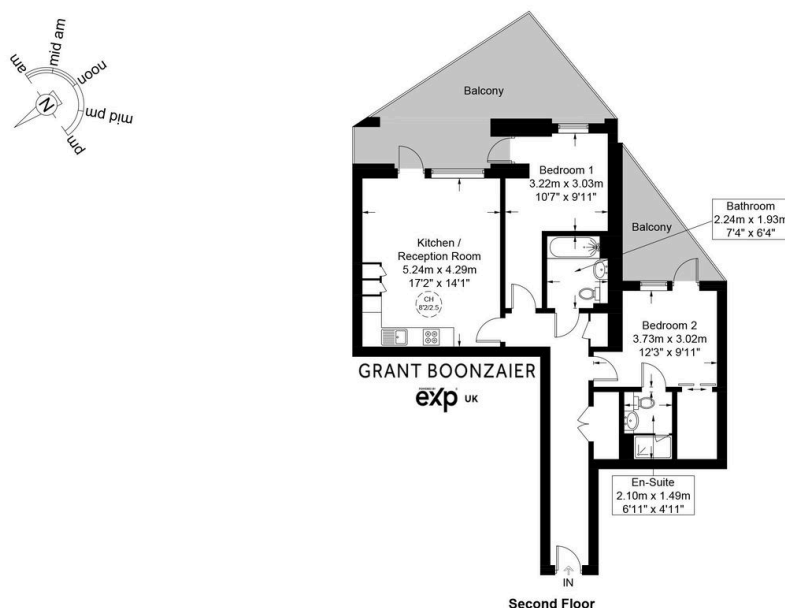 am
mid am
noon
mid pm
pm
N
Balcony
Bedroom 1
3.22m x 3.03m
10'7" x 9'11"
Bathroom
2.24m x 1.93m
7'4" x 6'4"
Balcony
Kitchen /
Reception Room
5.24m x 4.29m
17'2" x 14'1"
CH
8'2/2.5
Bedroom 2
3.73m x 3.02m
12'3" x 9'11"
GRANT BOONZAIER
POWERED BY
exp UK
En-Suite
2.10m x 1.49m
6'11" x 4'11"
IN
Second Floor